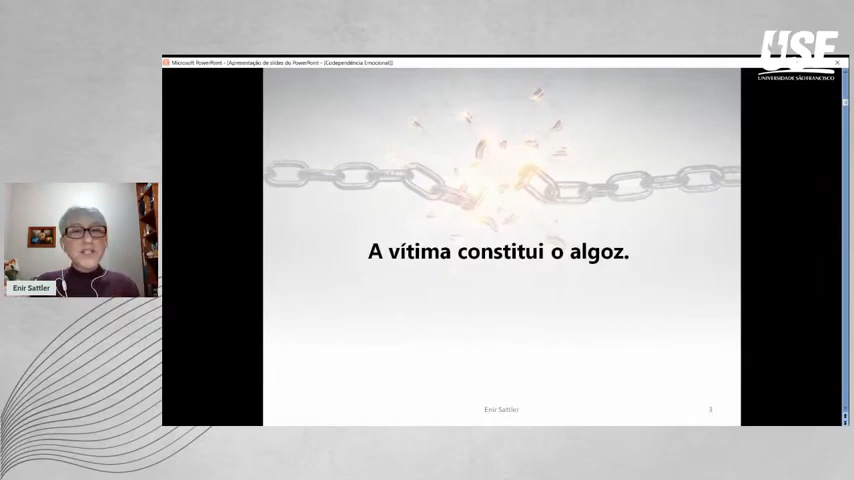 USF
UNIVERSIDADE SÃO FRANCISCO
Microsoft PowerPoint - [Apresentação de slides do PowerPoint - [Codependência Emocional]]
A vítima constitui o algoz.
Enir Sattler
Enir Sattler
3